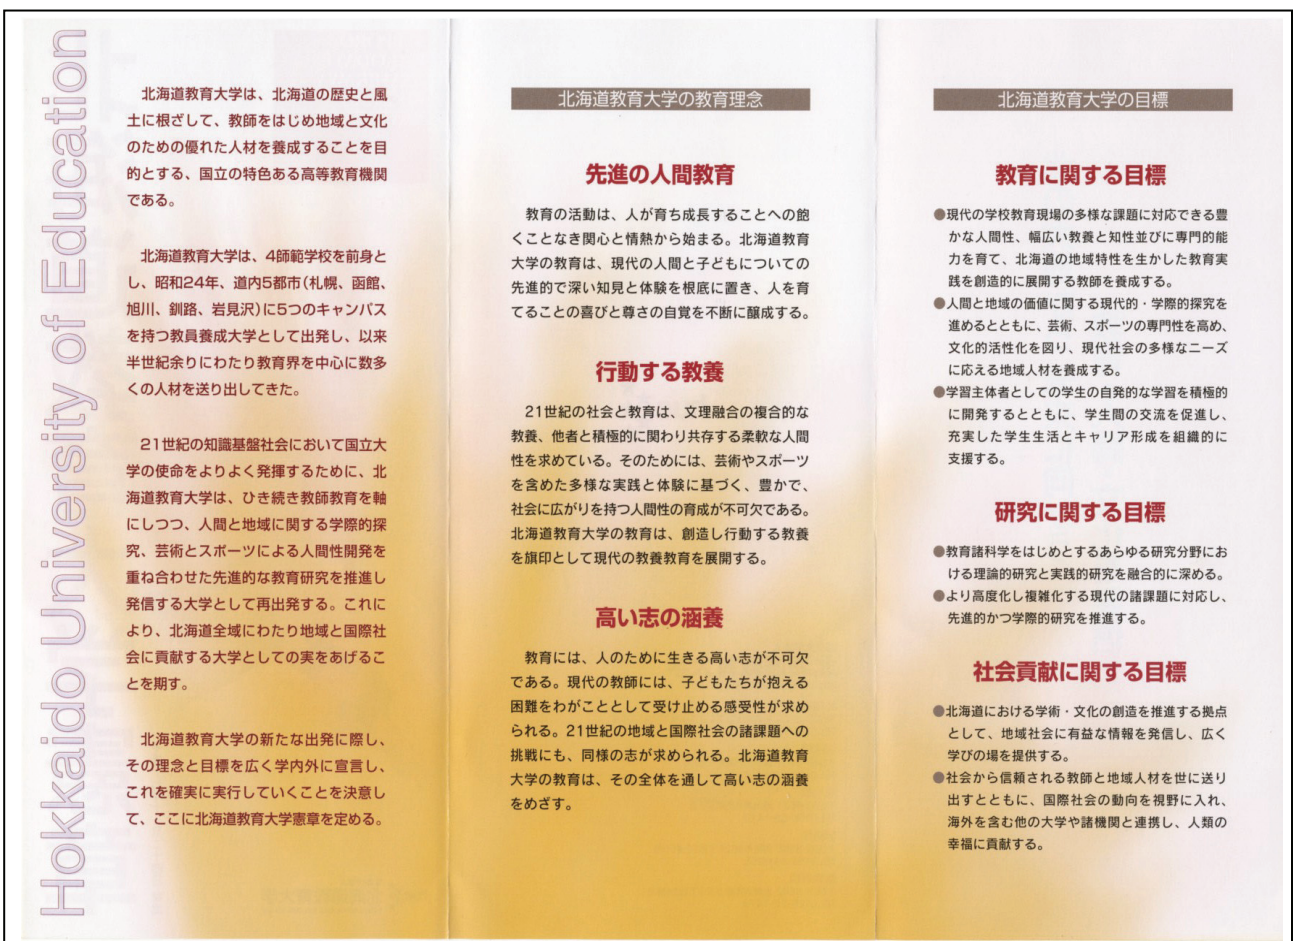 Hokkaido University of Education
北海道教育大学は、北海道の歴史と風
土に根ざして、教師をはじめ地域と文化
のための優れた人材を養成することを目
的とする、国立の特色ある高等教育機関
である。
北海道教育大学は、4師範学校を前身と
し、昭和24年、道内5都市(札幌、函館、
旭川、釧路、岩見沢)に5つのキャンパス
を持つ教員養成大学として出発し、以来
半世紀余りにわたり教育界を中心に数多
くの人材を送り出してきた。
21世紀の知識基盤社会において国立大
学の使命をよりよく発揮するために、北
海道教育大学は、ひき続き教師教育を軸
にしつつ、人間と地域に関する学際的探
究、芸術とスポーツによる人間性開発を
重ね合わせた先進的な教育研究を推進し
発信する大学として再出発する。これに
より、北海道全域にわたり地域と国際社
会に貢献する大学としての実をあげるこ
とを期す。
北海道教育大学の新たな出発に際し、
その理念と目標を広く学内外に宣言し、
これを確実に実行していくことを決意し
て、ここに北海道教育大学憲章を定める。
北海道教育大学の教育理念
先進の人間教育
教育の活動は、人が育ち成長することへの飽
くことなき関心と情熱から始まる。北海道教育
大学の教育は、現代の人間と子どもについての
先進的で深い知見と体験を根底に置き、人を育
てることの喜びと尊さの自覚を不断に醸成する。
行動する教養
21世紀の社会と教育は、文理融合の複合的な
教養、他者と積極的に関わり共存する柔軟な人間
性を求めている。そのためには、芸術やスポーツ
を含めた多様な実践と体験に基づく、豊かで、
社会に広がりを持つ人間性の育成が不可欠である。
北海道教育大学の教育は、創造し行動する教養
を旗印として現代の教養教育を展開する。
高い志の涵養
教育には、人のために生きる高い志が不可欠
である。現代の教師には、子どもたちが抱える
困難をわがこととして受け止める感受性が求め
られる。21世紀の地域と国際社会の諸課題への
挑戦にも、同様の志が求められる。北海道教育
大学の教育は、その全体を通して高い志の涵養
をめざす。
北海道教育大学の目標
教育に関する目標
●現代の学校教育現場の多様な課題に対応できる豊
かな人間性、幅広い教養と知性並びに専門的能
力を育て、北海道の地域特性を生かした教育実
践を創造的に展開する教師を養成する。
●人間と地域の価値に関する現代的・学際的探究を
進めるとともに、芸術、スポーツの専門性を高め、
文化的活性化を図り、現代社会の多様なニーズ
に応える地域人材を養成する。
●学習主体者としての学生の自発的な学習を積極的
に開発するとともに、学生間の交流を促進し、
充実した学生生活とキャリア形成を組織的に
支援する。
研究に関する目標
●教育諸科学をはじめとするあらゆる研究分野にお
ける理論的研究と実践的研究を融合的に深める。
●より高度化し複雑化する現代の諸課題に対応し、
先進的かつ学際的研究を推進する。
社会貢献に関する目標
●北海道における学術・文化の創造を推進する拠点
として、地域社会に有益な情報を発信し、広く
学びの場を提供する。
●社会から信頼される教師と地域人材を世に送り
出すとともに、国際社会の動向を視野に入れ、
海外を含む他の大学や諸機関と連携し、人類の
幸福に貢献する。